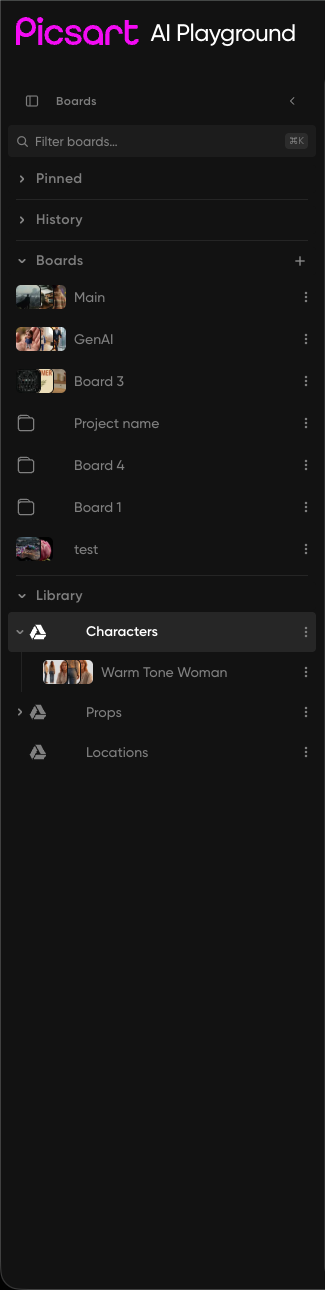 Picsart AI Playground
Boards
Filter boards...
⌘K
Pinned
History
Boards
Main
GenAI
Board 3
Project name
Board 4
Board 1
test
Library
Characters
Warm Tone Woman
Props
Locations